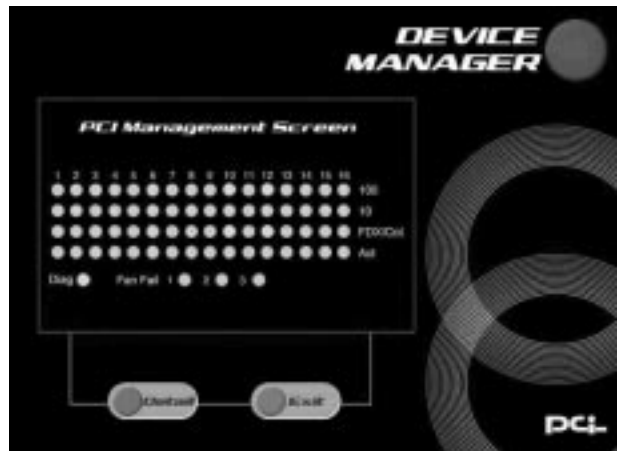 DEVICE
MANAGER
PCI Management Screen
1 2 3 4 5 6 7 8 9 10 11 12 13 14 15 16
100
10
FDX/Col
Act
Diag Fan Fail 1 2 3
Detail Exit
PCi